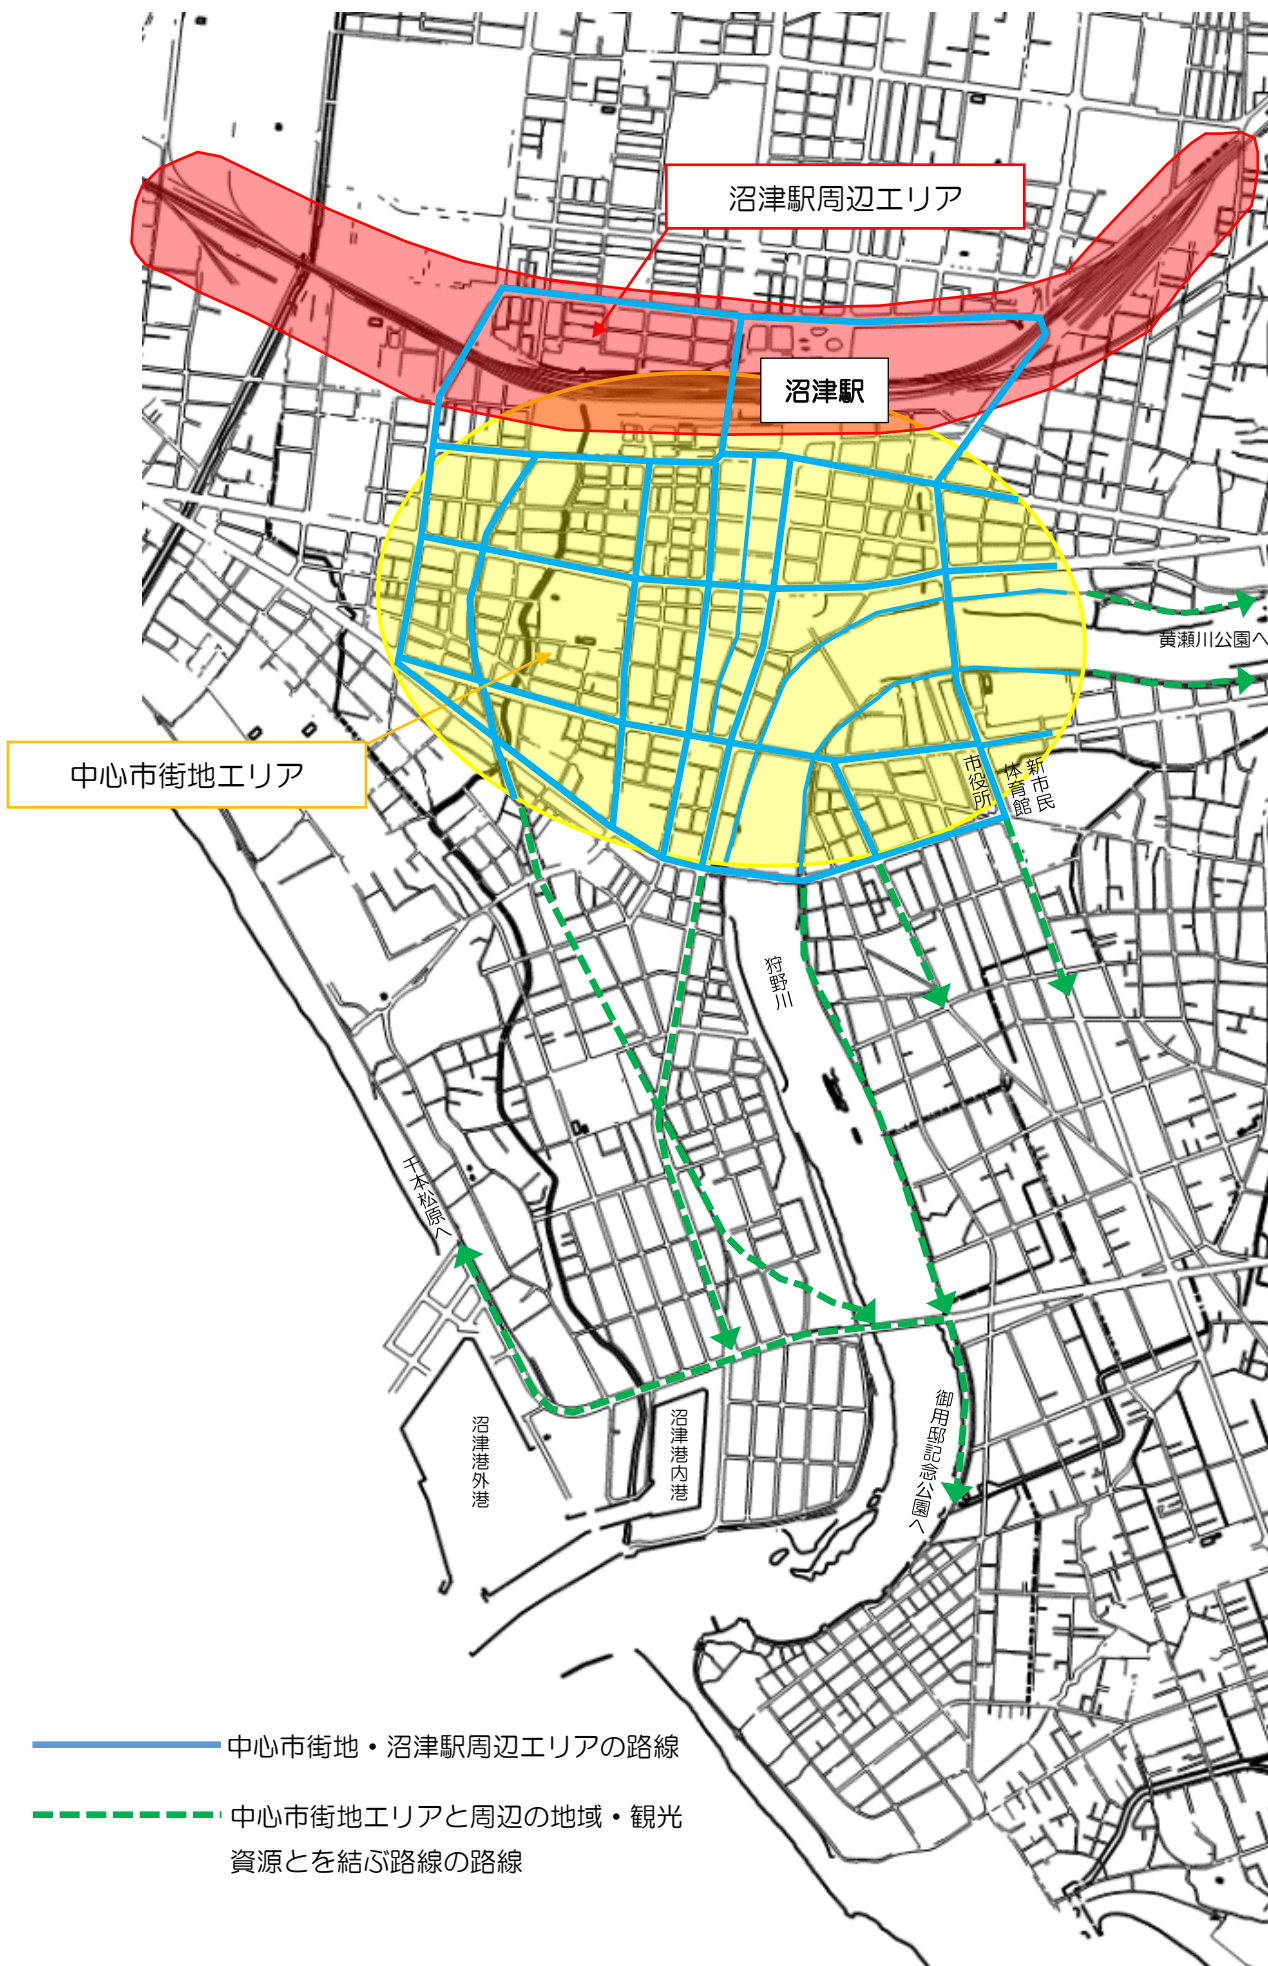 沼津駅周辺エリア
沼津駅
黄瀬川公園へ
中心市街地エリア
市役所
新市民
体育館
狩野川
千本松原へ
御用邸記念公園へ
沼津港外港
沼津港内港
中心市街地・沼津駅周辺エリアの路線
中心市街地エリアと周辺の地域・観光
資源とを結ぶ路線の路線